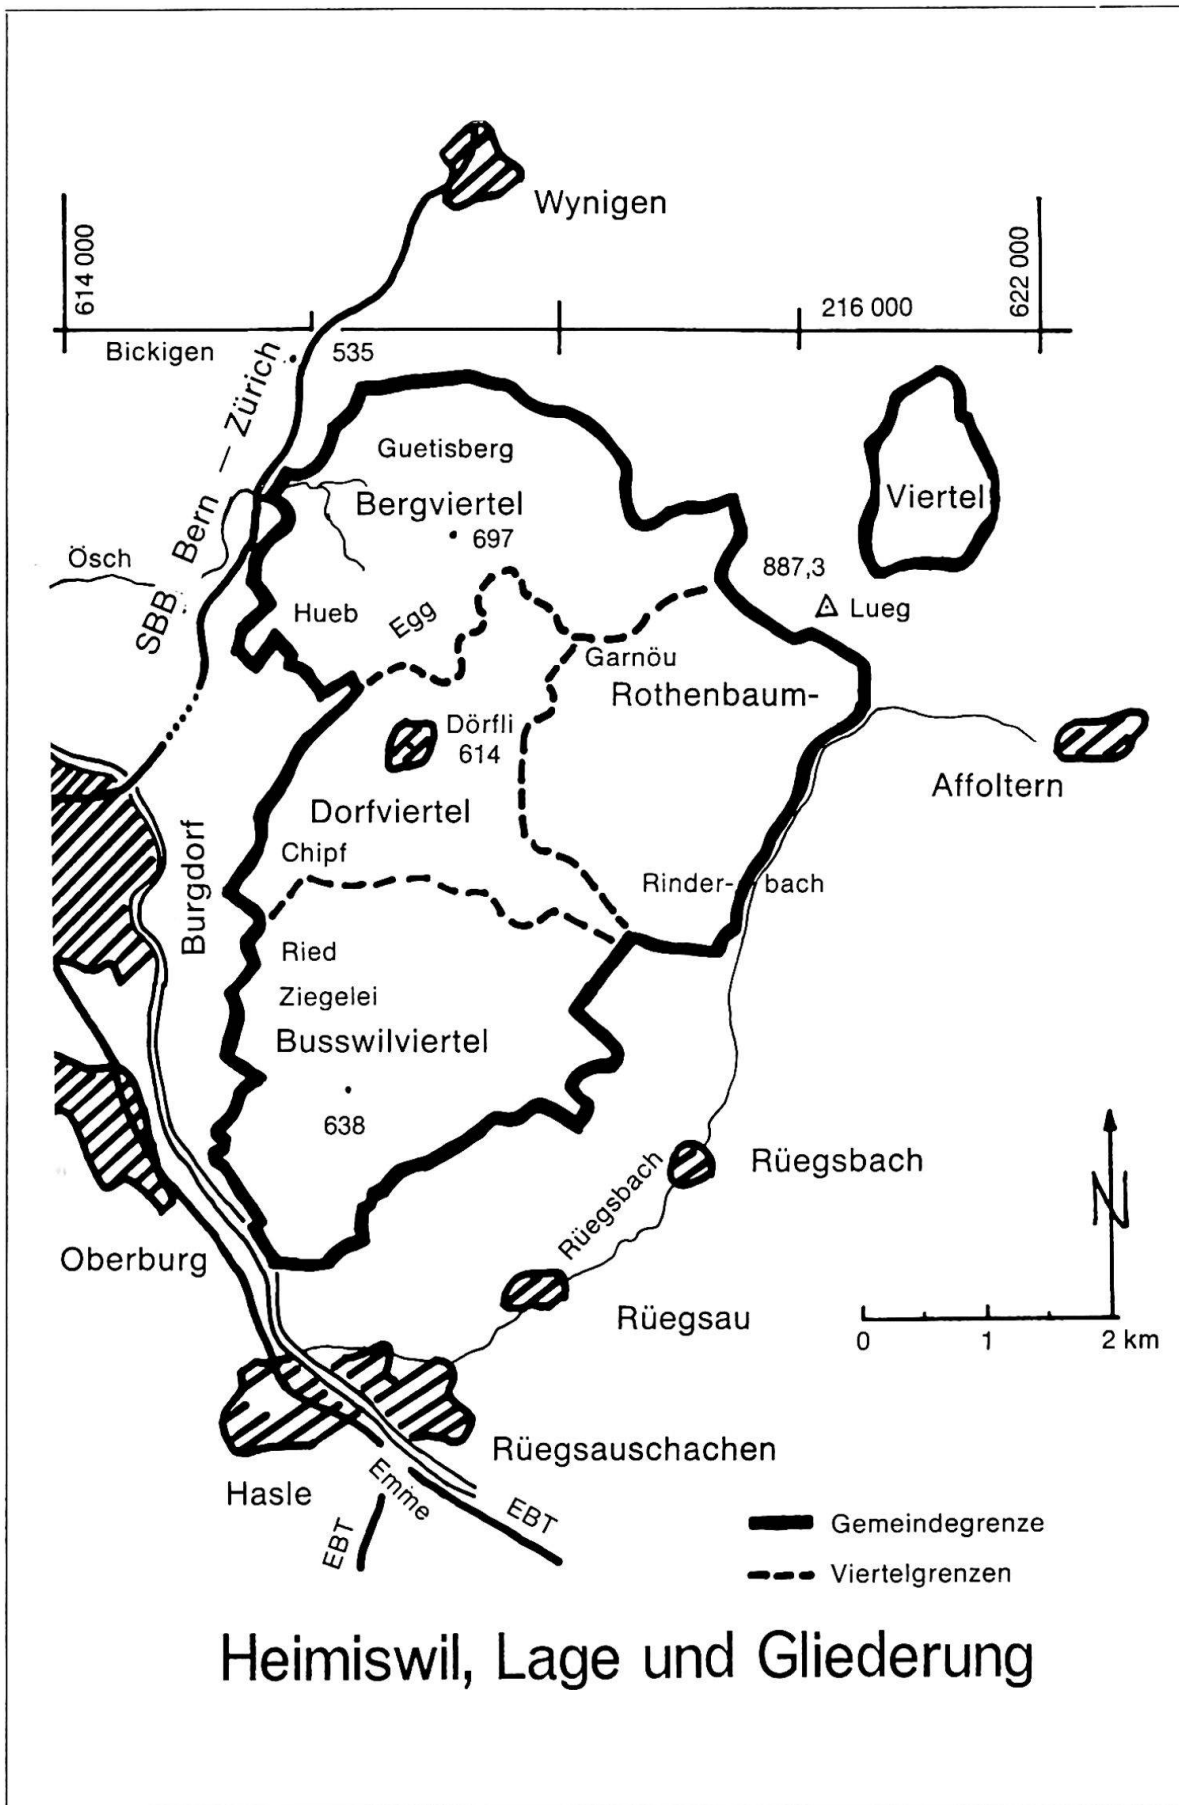 Wynigen
614 000
622 000
216 000
Bickigen
535
SBB Bern — Zürich
Guetisberg
Bergviertel
697
Viertel
Ösch
887,3
Lueg
Hueb
Egg
Garnöu
Rothenbaum-
Dörfli
614
Affoltern
Dorfviertel
Chipf
Burgdorf
Rinder-bach
Ried
Ziegelei
Busswilviertel
638
N
Rüegsbach
Rüegsbach
Oberburg
Rüegsau
0 1 2 km
Rüegsauschachen
Hasle
Emme
EBT
EBT
Gemeindegrenze
Viertelgrenzen
Heimiswil, Lage und Gliederung